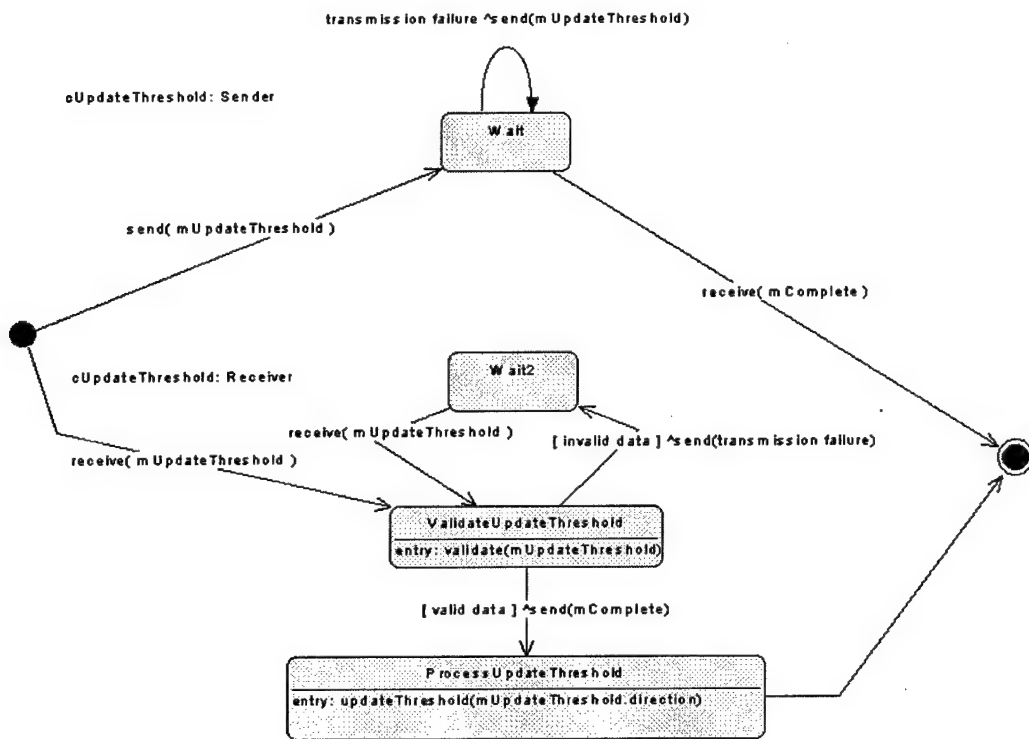 transmission failure ^send(mUpdateThreshold)
cUpdateThreshold: Sender
Wait
send( mUpdateThreshold )
receive( mComplete )
cUpdateThreshold: Receiver
Wait2
receive( mUpdateThreshold )
[ invalid data ] ^send(transmission failure)
receive( mUpdateThreshold )
ValidateUpdateThreshold
entry: validate(mUpdateThreshold)
[ valid data ] ^send(mComplete)
ProcessUpdateThreshold
entry: updateThreshold(mUpdateThreshold.direction)